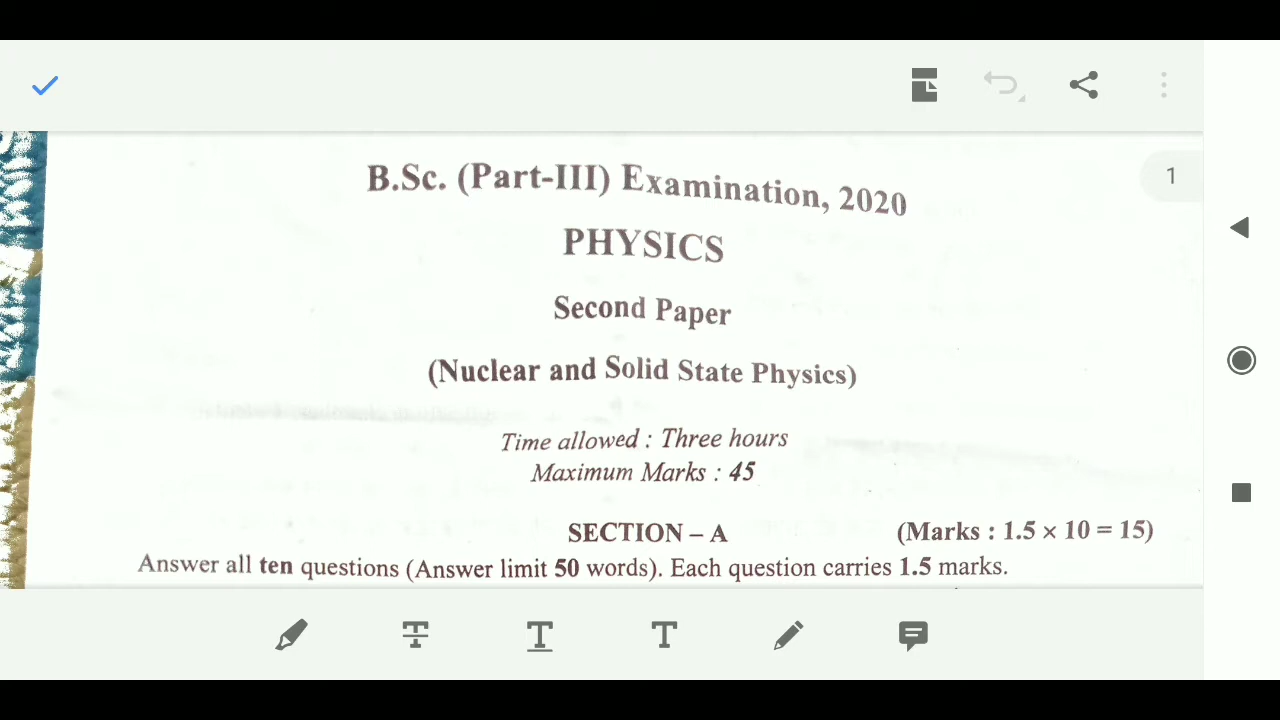 1
B.Sc. (Part-III) Examination, 2020
PHYSICS
Second Paper
(Nuclear and Solid State Physics)
Time allowed : Three hours
Maximum Marks : 45
SECTION – A (Marks : 1.5 × 10 = 15)
Answer all ten questions (Answer limit 50 words). Each question carries 1.5 marks.